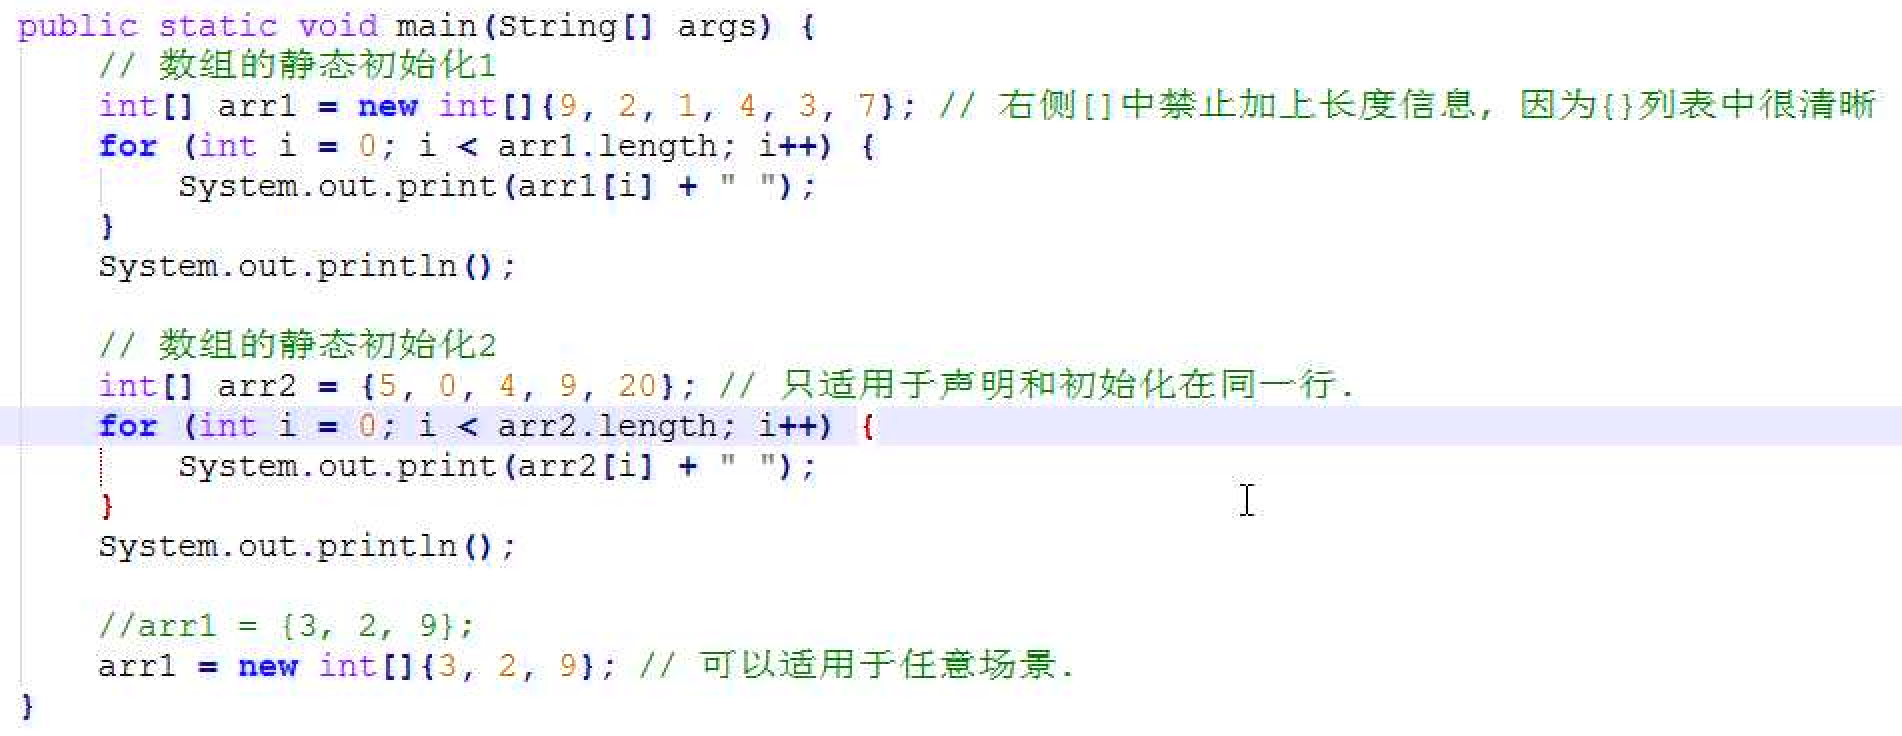 public static void main(String[] args) {
// 数组的静态初始化1
int[] arr1 = new int[]{9, 2, 1, 4, 3, 7}; // 右侧[]中禁止加上长度信息, 因为{}列表中很清晰
for (int i = 0; i < arr1.length; i++) {
System.out.print(arr1[i] + " ");
}
System.out.println();
// 数组的静态初始化2
int[] arr2 = {5, 0, 4, 9, 20}; // 只适用于声明和初始化在同一行.
for (int i = 0; i < arr2.length; i++) {
System.out.print(arr2[i] + " ");
}
System.out.println();
//arr1 = {3, 2, 9};
arr1 = new int[]{3, 2, 9}; // 可以适用于任意场景.
}